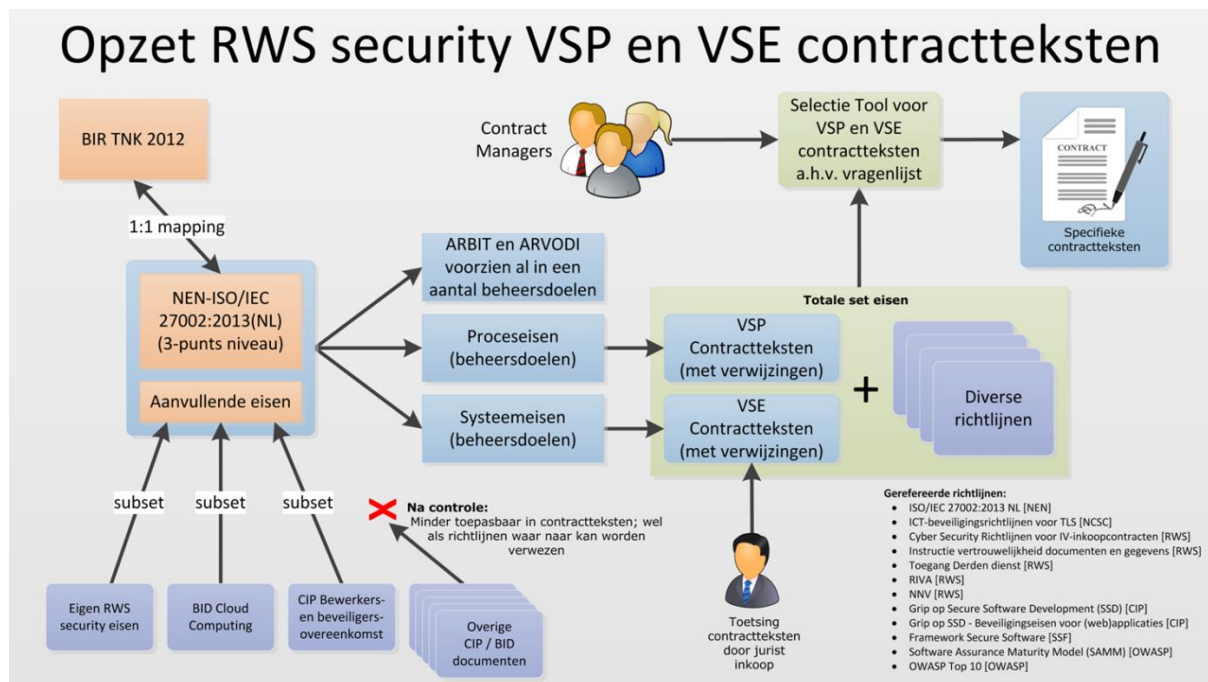 Opzet RWS security VSP en VSE contractteksten
BIR TNK 2012
1:1 mapping
NEN-ISO/IEC
27002:2013(NL)
(3-punts niveau)
Aanvullende eisen
subset
subset
subset
Eigen RWS
security eisen
BID Cloud
Computing
CIP Bewerkers-
en beveiligers-
overeenkomst
Overige
CIP / BID
documenten
Na controle:
Minder toepasbaar in contractteksten; wel
als richtlijnen waar naar kan worden
verwezen
ARBIT en ARVODI
voorzien al in een
aantal beheersdoelen
Proceseisen
(beheersdoelen)
Systeemeisen
(beheersdoelen)
Contract
Managers
Selectie Tool voor
VSP en VSE
contractteksten
a.h.v. vragenlijst
CONTRACT
Specifieke
contractteksten
Totale set eisen
VSP
Contractteksten
(met verwijzingen)
VSE
Contractteksten
(met verwijzingen)
+
Diverse
richtlijnen
Toetsing
contractteksten
door jurist
inkoop
Gerefereerde richtlijnen:
• ISO/IEC 27002:2013 NL [NEN]
• ICT-beveiligingsrichtlijnen voor TLS [NCSC]
• Cyber Security Richtlijnen voor IV-inkoopcontracten [RWS]
• Instructie vertrouwelijkheid documenten en gegevens [RWS]
• Toegang Derden dienst [RWS]
• RIVA [RWS]
• NNV [RWS]
• Grip op Secure Software Development (SSD) [CIP]
• Grip op SSD - Beveiligingseisen voor (web)applicaties [CIP]
• Framework Secure Software [SSF]
• Software Assurance Maturity Model (SAMM) [OWASP]
• OWASP Top 10 [OWASP]